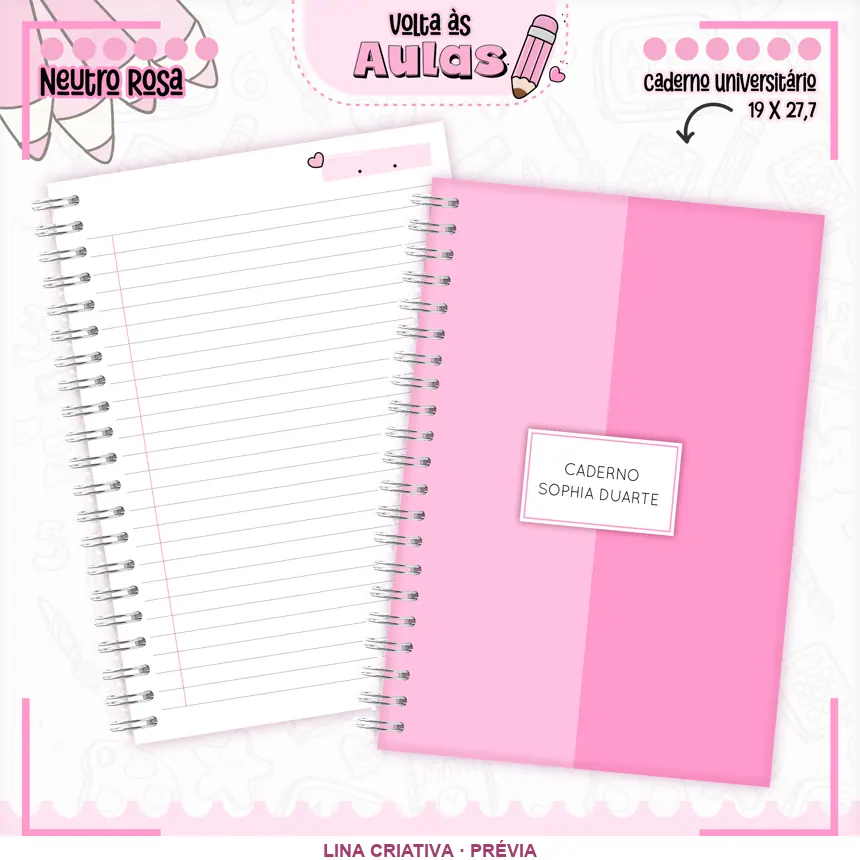 Volta às
Aulas
Neutro Rosa
caderno universitário
19 X 27,7
CADERNO
SOPHIA DUARTE
LINA CRIATIVA · PRÉVIA